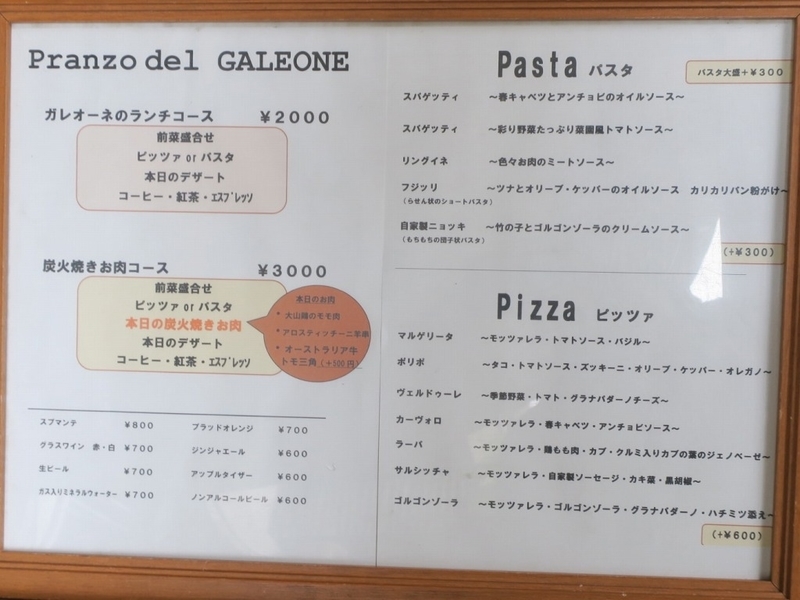 Pranzo del GALEONE
ガレオーネのランチコース ¥2000
前菜盛合せ
ピッツァ or パスタ
本日のデザート
コーヒー・紅茶・エスプレッソ
炭火焼きお肉コース ¥3000
前菜盛合せ
ピッツァ or パスタ
本日の炭火焼きお肉
本日のデザート
コーヒー・紅茶・エスプレッソ
本日のお肉
・大山鶏のモモ肉
・アロスティッチーニ羊串
・オーストラリア牛
トモ三角(+500円)
スプマンテ ¥800
グラスワイン 赤・白 ¥700
生ビール ¥700
ガス入りミネラルウォーター ¥700
ブラッドオレンジ ¥700
ジンジャエール ¥600
アップルタイザー ¥600
ノンアルコールビール ¥600
Pasta パスタ
パスタ大盛+¥300
スパゲッティ ~春キャベツとアンチョビのオイルソース~
スパゲッティ ~彩り野菜たっぷり菜園風トマトソース~
リングイネ ~色々お肉のミートソース~
フジッリ ~ツナとオリーブ・ケッパーのオイルソース カリカリパン粉がけ~
(らせん状のショートパスタ)
自家製ニョッキ ~竹の子とゴルゴンゾーラのクリームソース~
(もちもちの団子状パスタ)
(+¥300)
Pizza ピッツァ
マルゲリータ ~モッツァレラ・トマトソース・バジル~
ポリポ ~タコ・トマトソース・ズッキーニ・オリーブ・ケッパー・オレガノ~
ヴェルドゥーレ ~季節野菜・トマト・グラナパダーノチーズ~
カーヴォロ ~モッツァレラ・春キャベツ・アンチョビソース~
ラーパ ~モッツァレラ・鶏もも肉・カブ・クルミ入りカブの葉のジェノベーゼ~
サルシッチャ ~モッツァレラ・自家製ソーセージ・カキ菜・黒胡椒~
ゴルゴンゾーラ ~モッツァレラ・ゴルゴンゾーラ・グラナパダーノ・ハチミツ添え~
(+¥600)